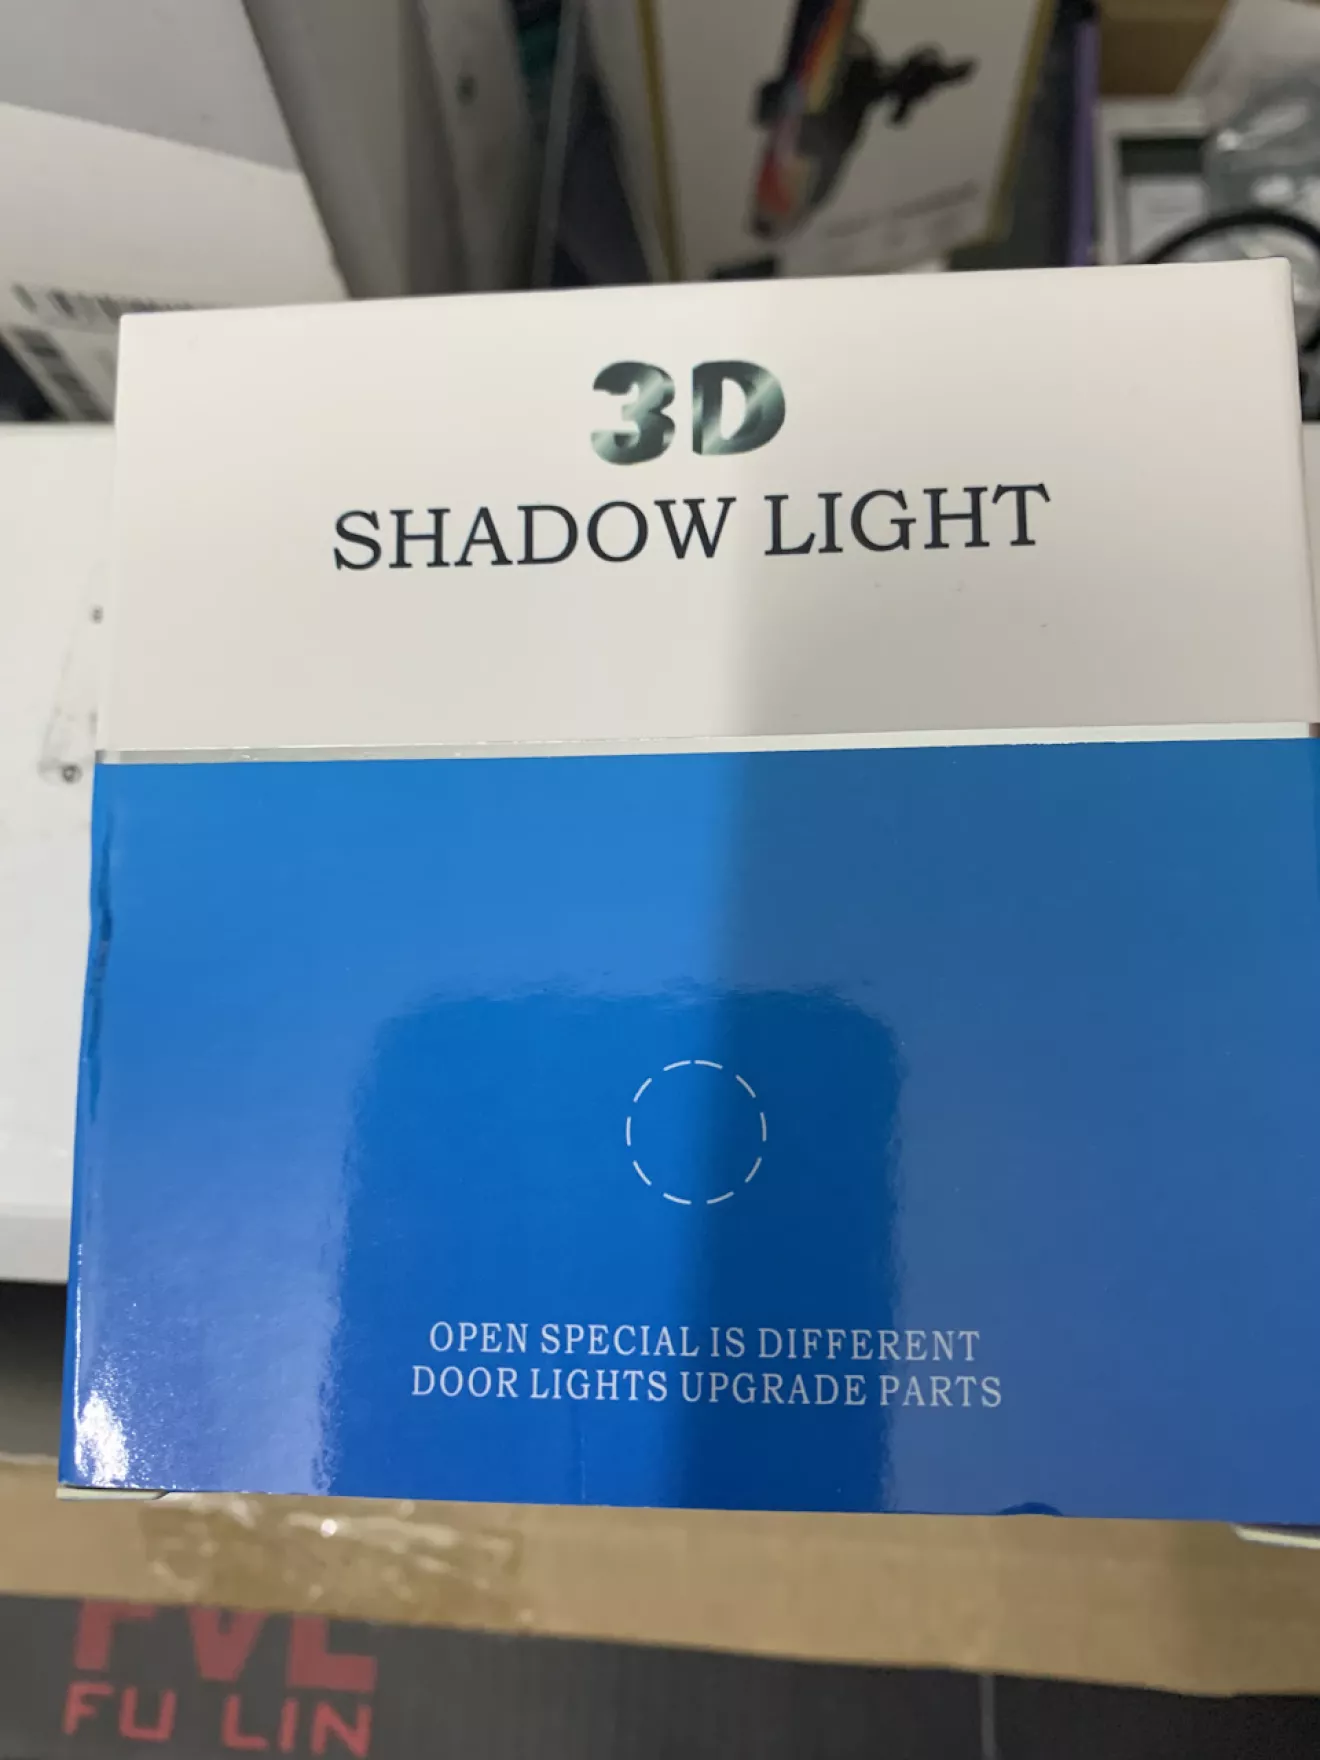 3D
SHADOW LIGHT
OPEN SPECIAL IS DIFFERENT
DOOR LIGHTS UPGRADE PARTS
FU LIN